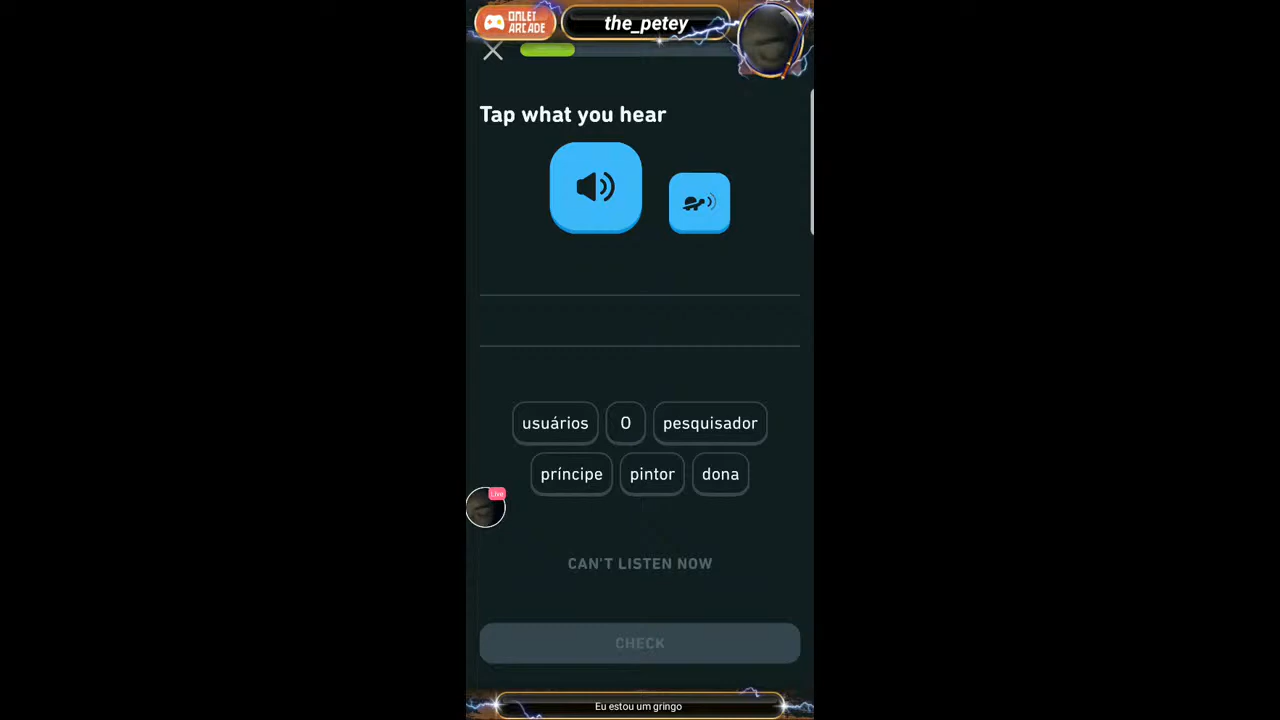 OMLET
ARCADE
the_petey
Tap what you hear
usuários O pesquisador
príncipe pintor dona
Live
CAN'T LISTEN NOW
CHECK
Eu estou um gringo